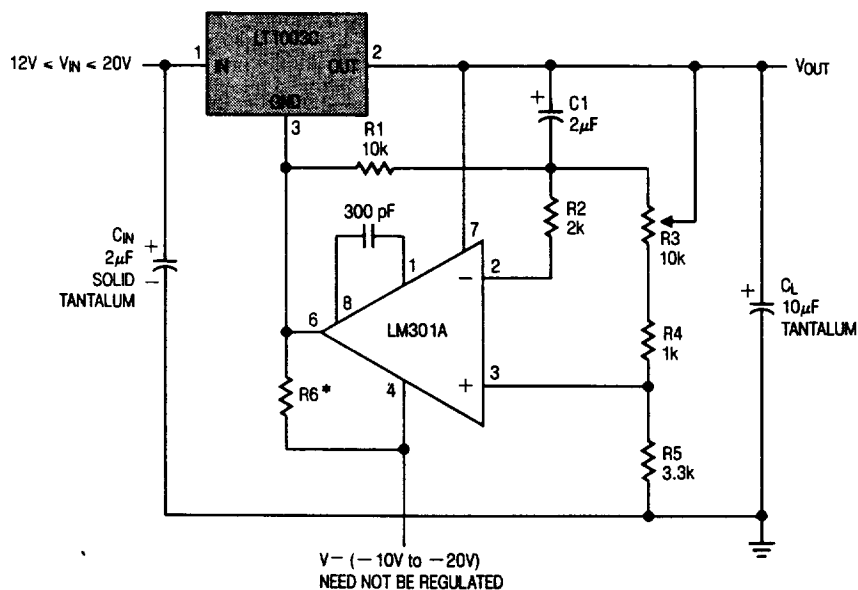 1
LT1003C
2
12V < VIN < 20V
IN
OUT
VOUT
GND
3
+
C1
2µF
R1
10k
300 pF
R2
2k
R3
10k
7
CIN
2µF
SOLID
TANTALUM
+
−
1
2
−
8
6
LM301A
+
CL
10µF
TANTALUM
R4
1k
3
+
4
R6*
R5
3.3k
V− (−10V to −20V)
NEED NOT BE REGULATED